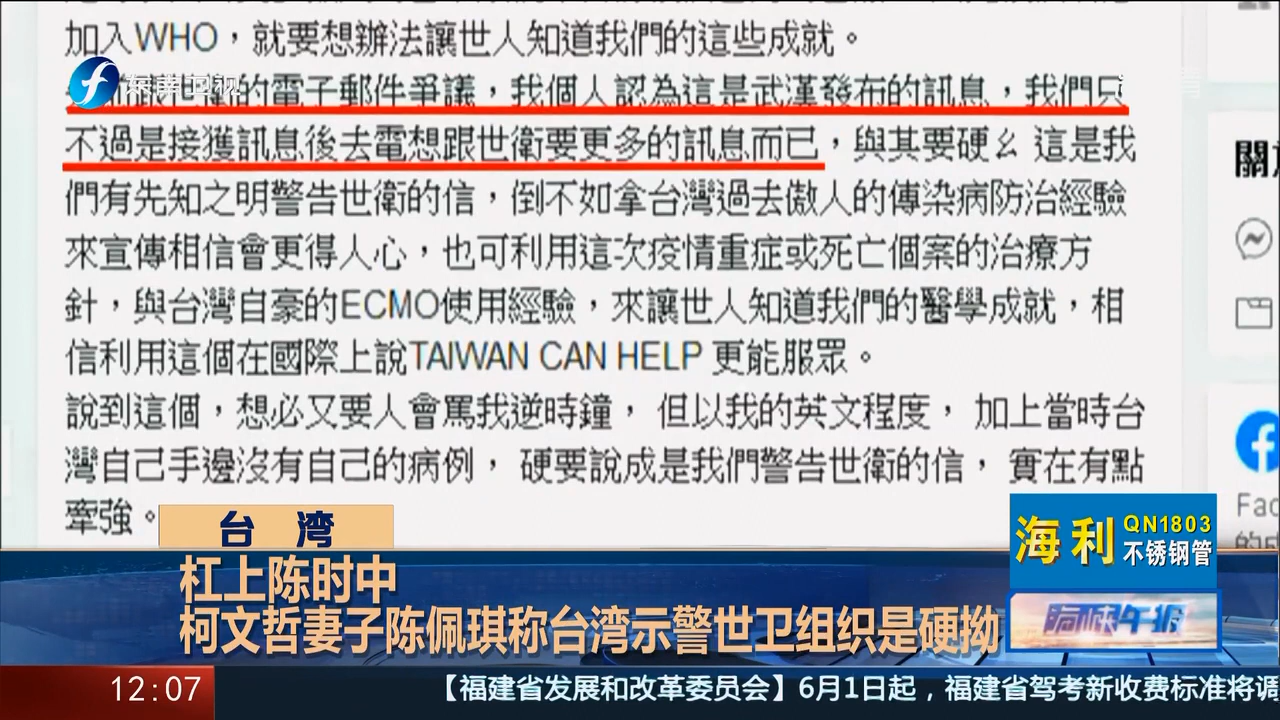 加入WHO，就要想辦法讓世人知道我們的這些成就。
东南卫视
跟世衛的電子郵件爭議，我個人認為這是武漢發布的訊息，我們只
不過是接獲訊息後去電想跟世衛要更多的訊息而已，與其要硬ㄠ 這是我
們有先知之明警告世衛的信，倒不如拿台灣過去傲人的傳染病防治經驗
來宣傳相信會更得人心，也可利用這次疫情重症或死亡個案的治療方
針，與台灣自豪的ECMO使用經驗，來讓世人知道我們的醫學成就，相
信利用這個在國際上說TAIWAN CAN HELP 更能服眾。
說到這個，想必又要人會罵我逆時鐘， 但以我的英文程度， 加上當時台
灣自己手邊沒有自己的病例， 硬要說成是我們警告世衛的信， 實在有點
牽強。
關
Fac
台 湾
杠上陈时中
柯文哲妻子陈佩琪称台湾示警世卫组织是硬拗
海利
QN1803
不锈钢管
海峡午报
12:07
【福建省发展和改革委员会】6月1日起，福建省驾考新收费标准将调